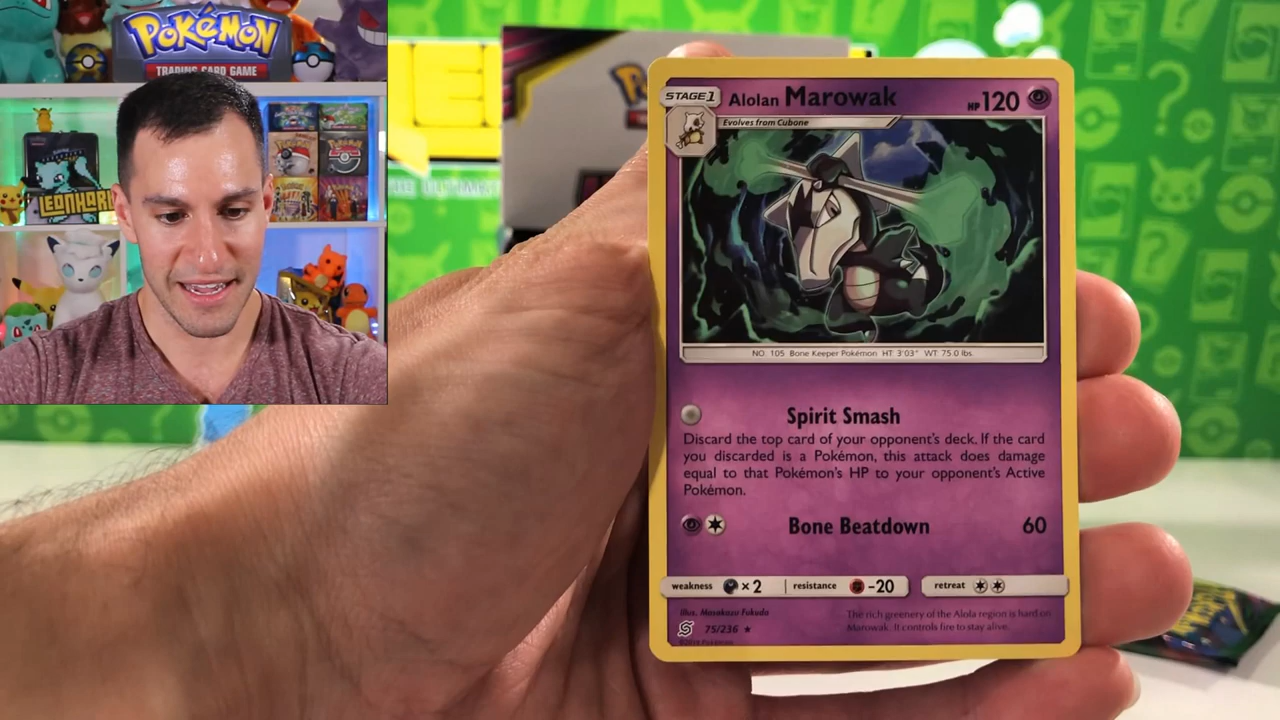 POKéMON
TRADING CARD GAME
LEONHART
STAGE 1
Alolan Marowak
HP 120
Evolves from Cubone
NO. 105 Bone Keeper Pokémon HT: 3'03" WT: 75.0 lbs.
Spirit Smash
Discard the top card of your opponent's deck. If the card
you discarded is a Pokémon, this attack does damage
equal to that Pokémon's HP to your opponent's Active
Pokémon.
Bone Beatdown 60
weakness ×2 resistance -20 retreat
Illus. Masakazu Fukuda
75/236 ★
The rich greenery of the Alola region is hard on
Marowak. It controls fire to stay alive.